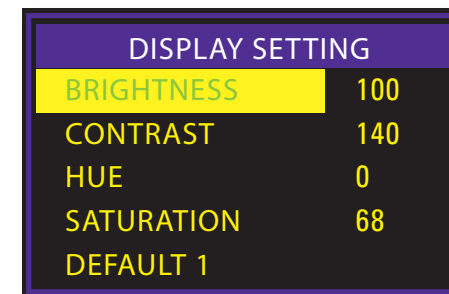 DISPLAY SETTING
BRIGHTNESS 100
CONTRAST 140
HUE 0
SATURATION 68
DEFAULT 1